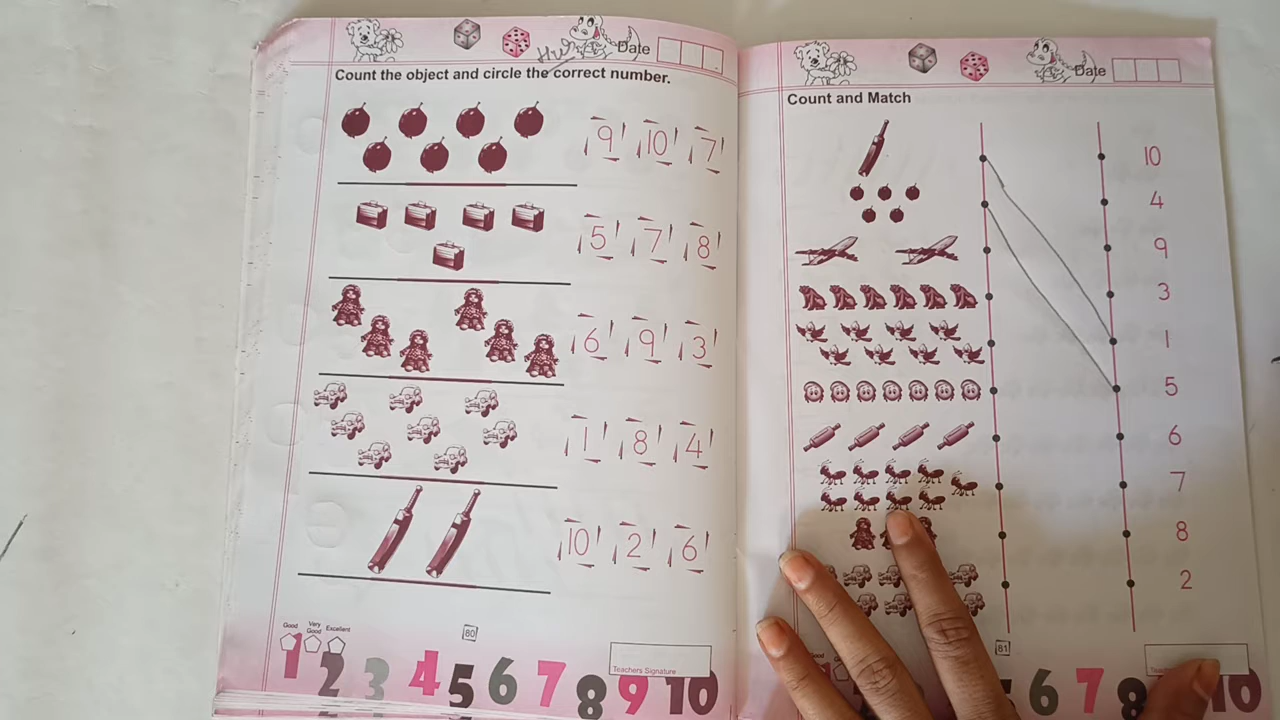 Date
Count the object and circle the correct number.
9 10 7
5 7 8
6 9 3
1 8 4
10 2 6
Good Very Good Excellent
80
Teachers Signature
1 2 3 4 5 6 7 8 9 10
Date
Count and Match
10
4
9
3
1
5
6
7
8
2
81
6 7 8 10